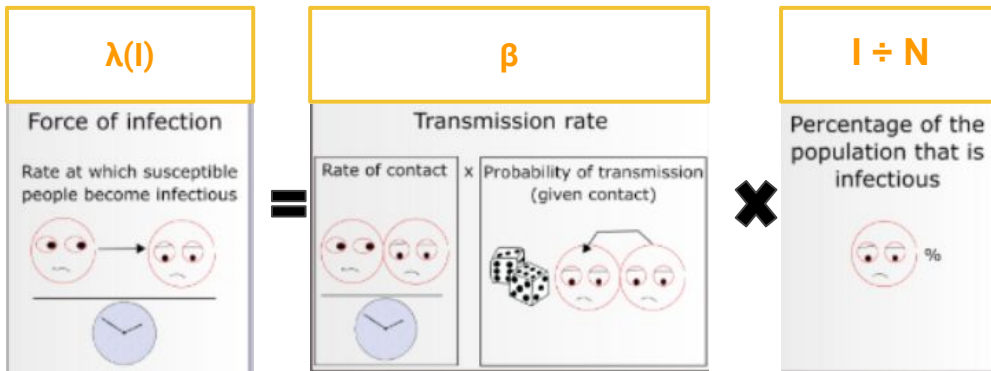 λ(I)
β
I ÷ N
Force of infection
Rate at which susceptible
people become infectious
=
Transmission rate
Rate of contact
x
Probability of transmission
(given contact)
✖
Percentage of the
population that is
infectious
%